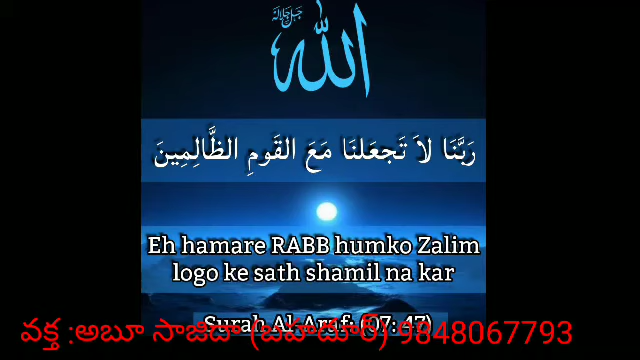 الله جل جلاله
رَبَّنَا لاَ تَجعَلنَا مَعَ القَومِ الظَّالِمِينَ
Eh hamare RABB humko Zalim
logo ke sath shamil na kar
Surah Al-Araf: (07: 47)
వక్త :అబూ సాజిదా (జహడూర్) 9848067793